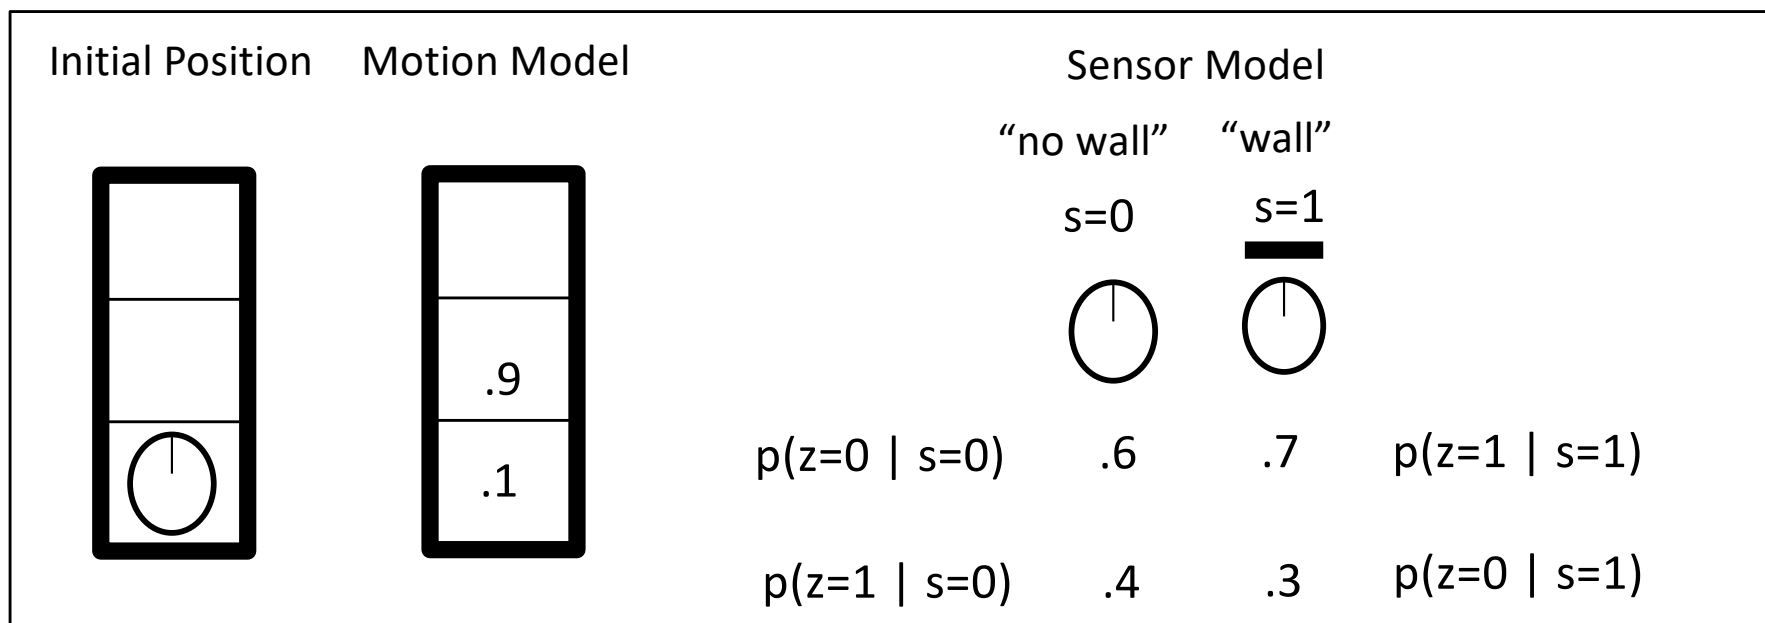 Initial Position Motion Model Sensor Model
“no wall” “wall”
s=0 s=1
.9
.1
p(z=0 | s=0) .6 .7 p(z=1 | s=1)
p(z=1 | s=0) .4 .3 p(z=0 | s=1)